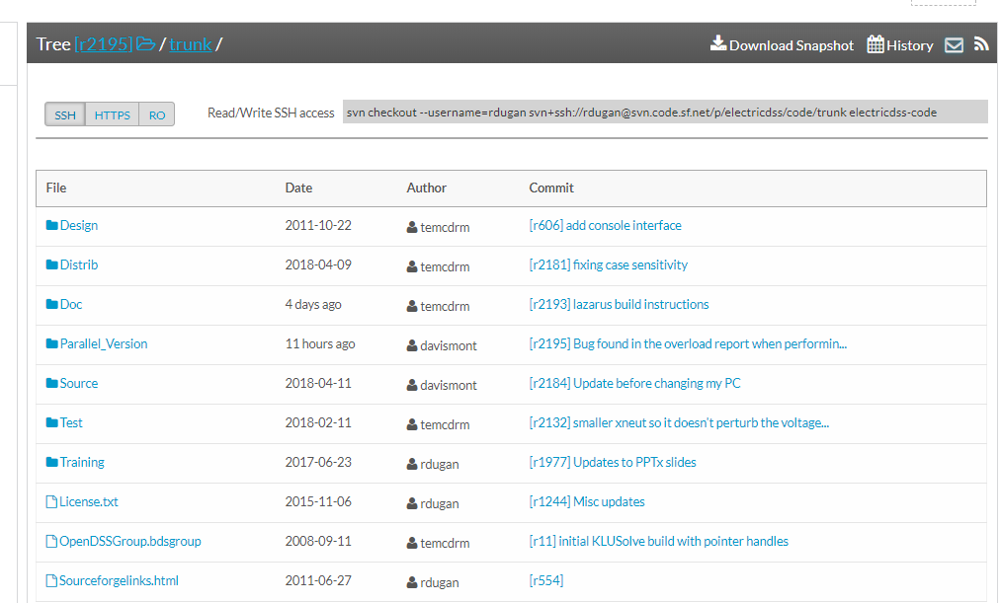 Tree [r2195] / trunk /
Download Snapshot History
SSH HTTPS RO Read/Write SSH access svn checkout --username=rdugan svn+ssh://rdugan@svn.code.sf.net/p/electricdss/code/trunk electricdss-code
File Date Author Commit
Design 2011-10-22 temcdrm [r606] add console interface
Distrib 2018-04-09 temcdrm [r2181] fixing case sensitivity
Doc 4 days ago temcdrm [r2193] lazarus build instructions
Parallel_Version 11 hours ago davismont [r2195] Bug found in the overload report when performin...
Source 2018-04-11 davismont [r2184] Update before changing my PC
Test 2018-02-11 temcdrm [r2132] smaller xneut so it doesn't perturb the voltage...
Training 2017-06-23 rdugan [r1977] Updates to PPTx slides
License.txt 2015-11-06 rdugan [r1244] Misc updates
OpenDSSGroup.bdsgroup 2008-09-11 temcdrm [r11] initial KLUSolve build with pointer handles
Sourceforgelinks.html 2011-06-27 rdugan [r554]